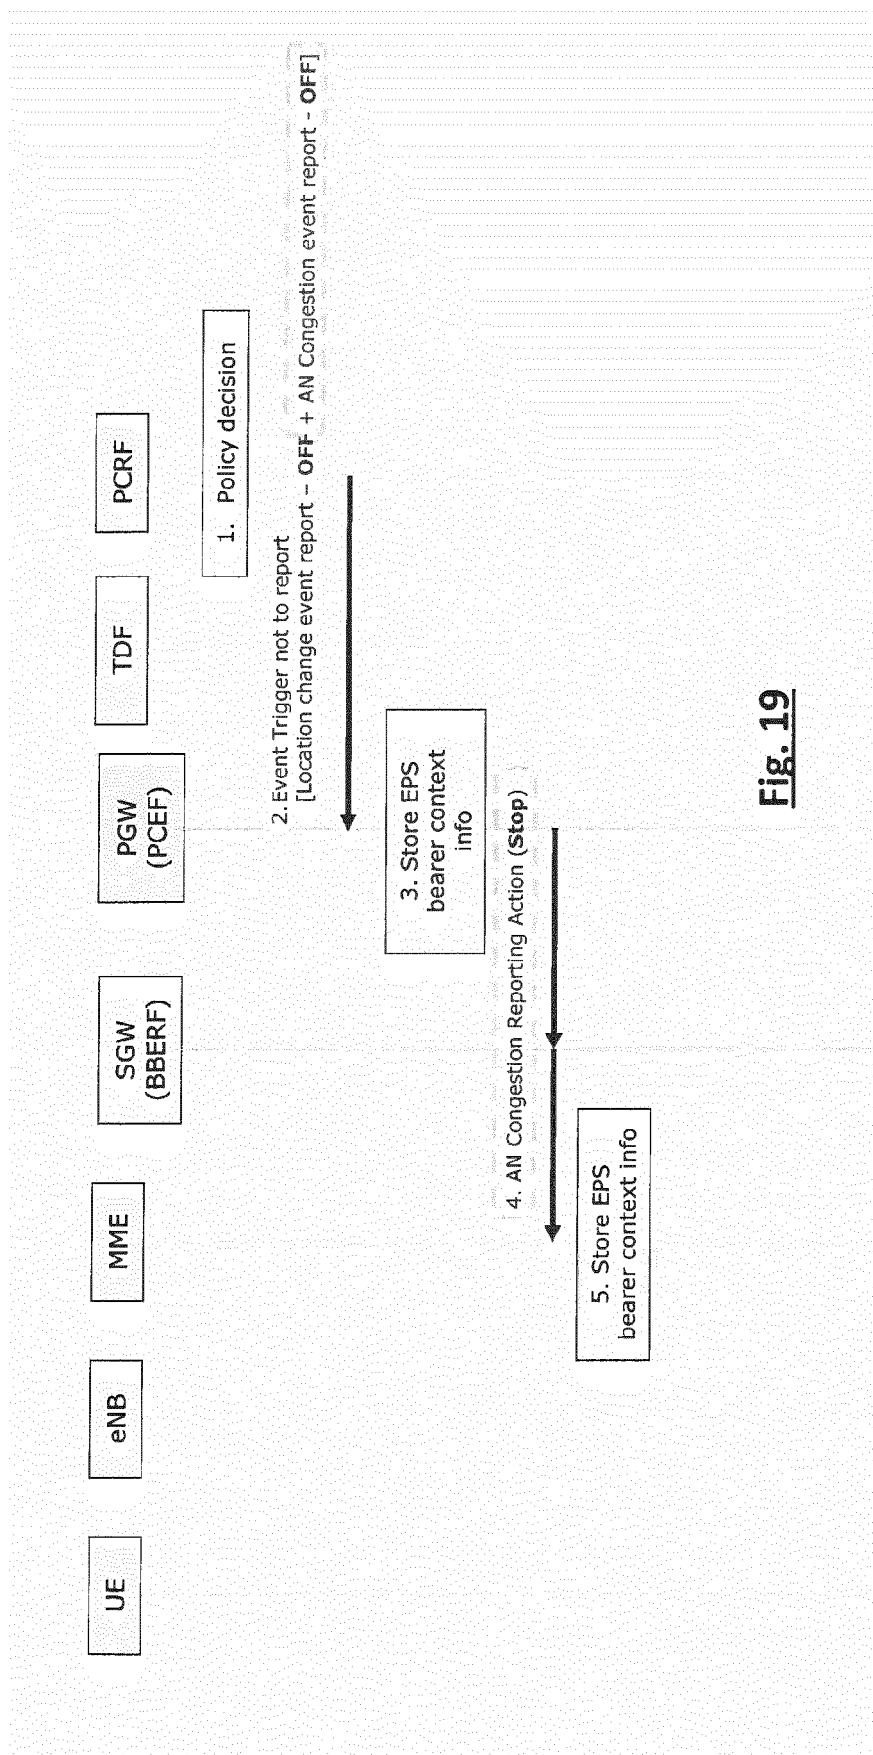 UE
eNB
MME
SGW
(BBERF)
PGW
(PCEF)
TDF
PCRF
1. Policy decision
2. Event Trigger not to report
[Location change event report – OFF + AN Congestion event report - OFF]
3. Store EPS
bearer context
info
4. AN Congestion Reporting Action (Stop)
5. Store EPS
bearer context info
Fig. 19